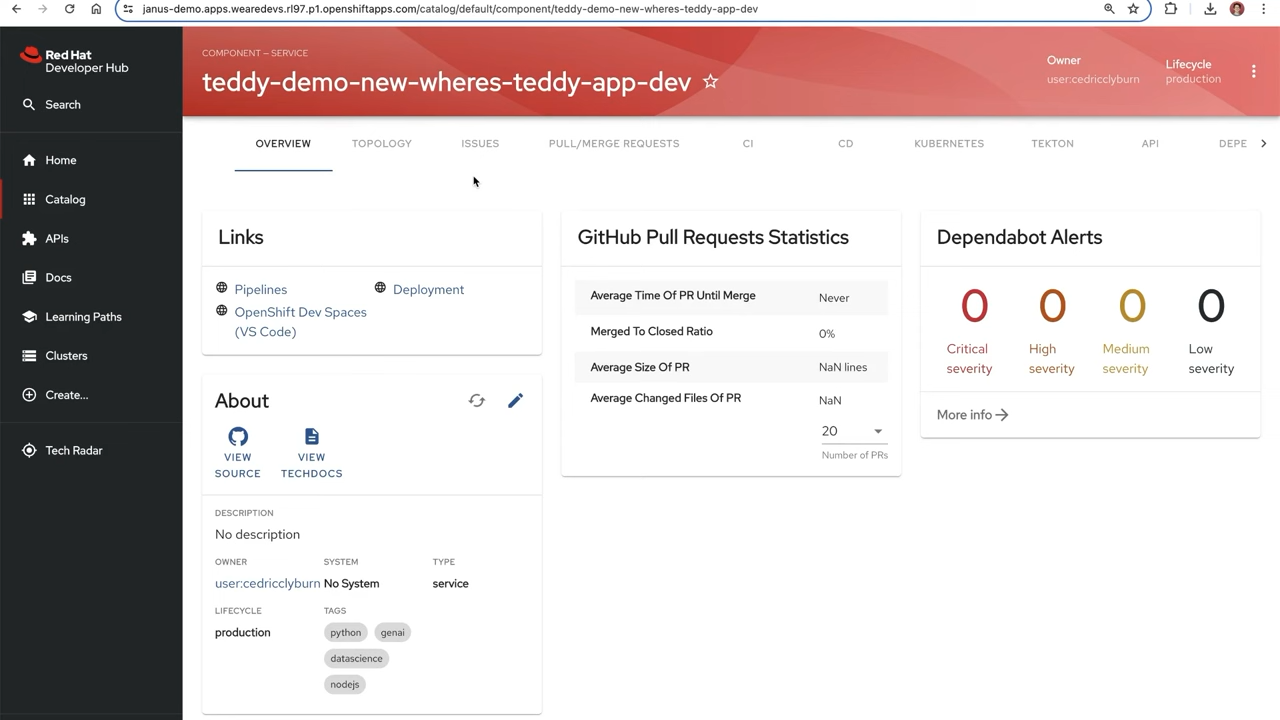 janus-demo.apps.wearedevs.rl97.p1.openshiftapps.com/catalog/default/component/teddy-demo-new-wheres-teddy-app-dev
Red Hat
Developer Hub
Search
Home
Catalog
APIs
Docs
Learning Paths
Clusters
Create...
Tech Radar
COMPONENT — SERVICE
teddy-demo-new-wheres-teddy-app-dev
Owner
user:cedricclyburn
Lifecycle
production
OVERVIEW TOPOLOGY ISSUES PULL/MERGE REQUESTS CI CD KUBERNETES TEKTON API DEPE
Links
Pipelines
Deployment
OpenShift Dev Spaces
(VS Code)
About
VIEW
SOURCE
VIEW
TECHDOCS
DESCRIPTION
No description
OWNER SYSTEM TYPE
user:cedricclyburn No System service
LIFECYCLE TAGS
production
python genai
datascience
nodejs
GitHub Pull Requests Statistics
Average Time Of PR Until Merge Never
Merged To Closed Ratio 0%
Average Size Of PR NaN lines
Average Changed Files Of PR NaN
20
Number of PRs
Dependabot Alerts
0 0 0 0
Critical
severity
High
severity
Medium
severity
Low
severity
More info